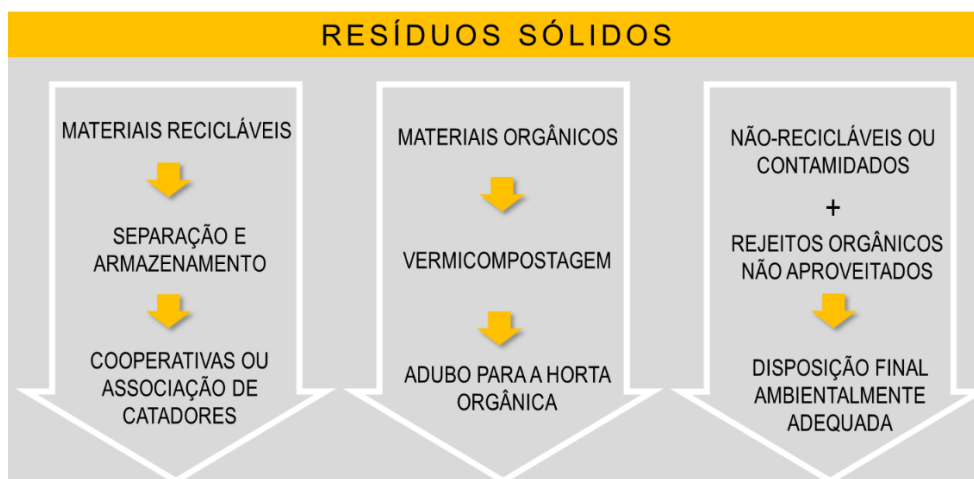 RESÍDUOS SÓLIDOS
MATERIAIS RECICLÁVEIS
SEPARAÇÃO E
ARMAZENAMENTO
COOPERATIVAS OU
ASSOCIAÇÃO DE
CATADORES
MATERIAIS ORGÂNICOS
VERMICOMPOSTAGEM
ADUBO PARA A HORTA
ORGÂNICA
NÃO-RECICLÁVEIS OU
CONTAMIDADOS
+
REJEITOS ORGÂNICOS
NÃO APROVEITADOS
DISPOSIÇÃO FINAL
AMBIENTALMENTE
ADEQUADA